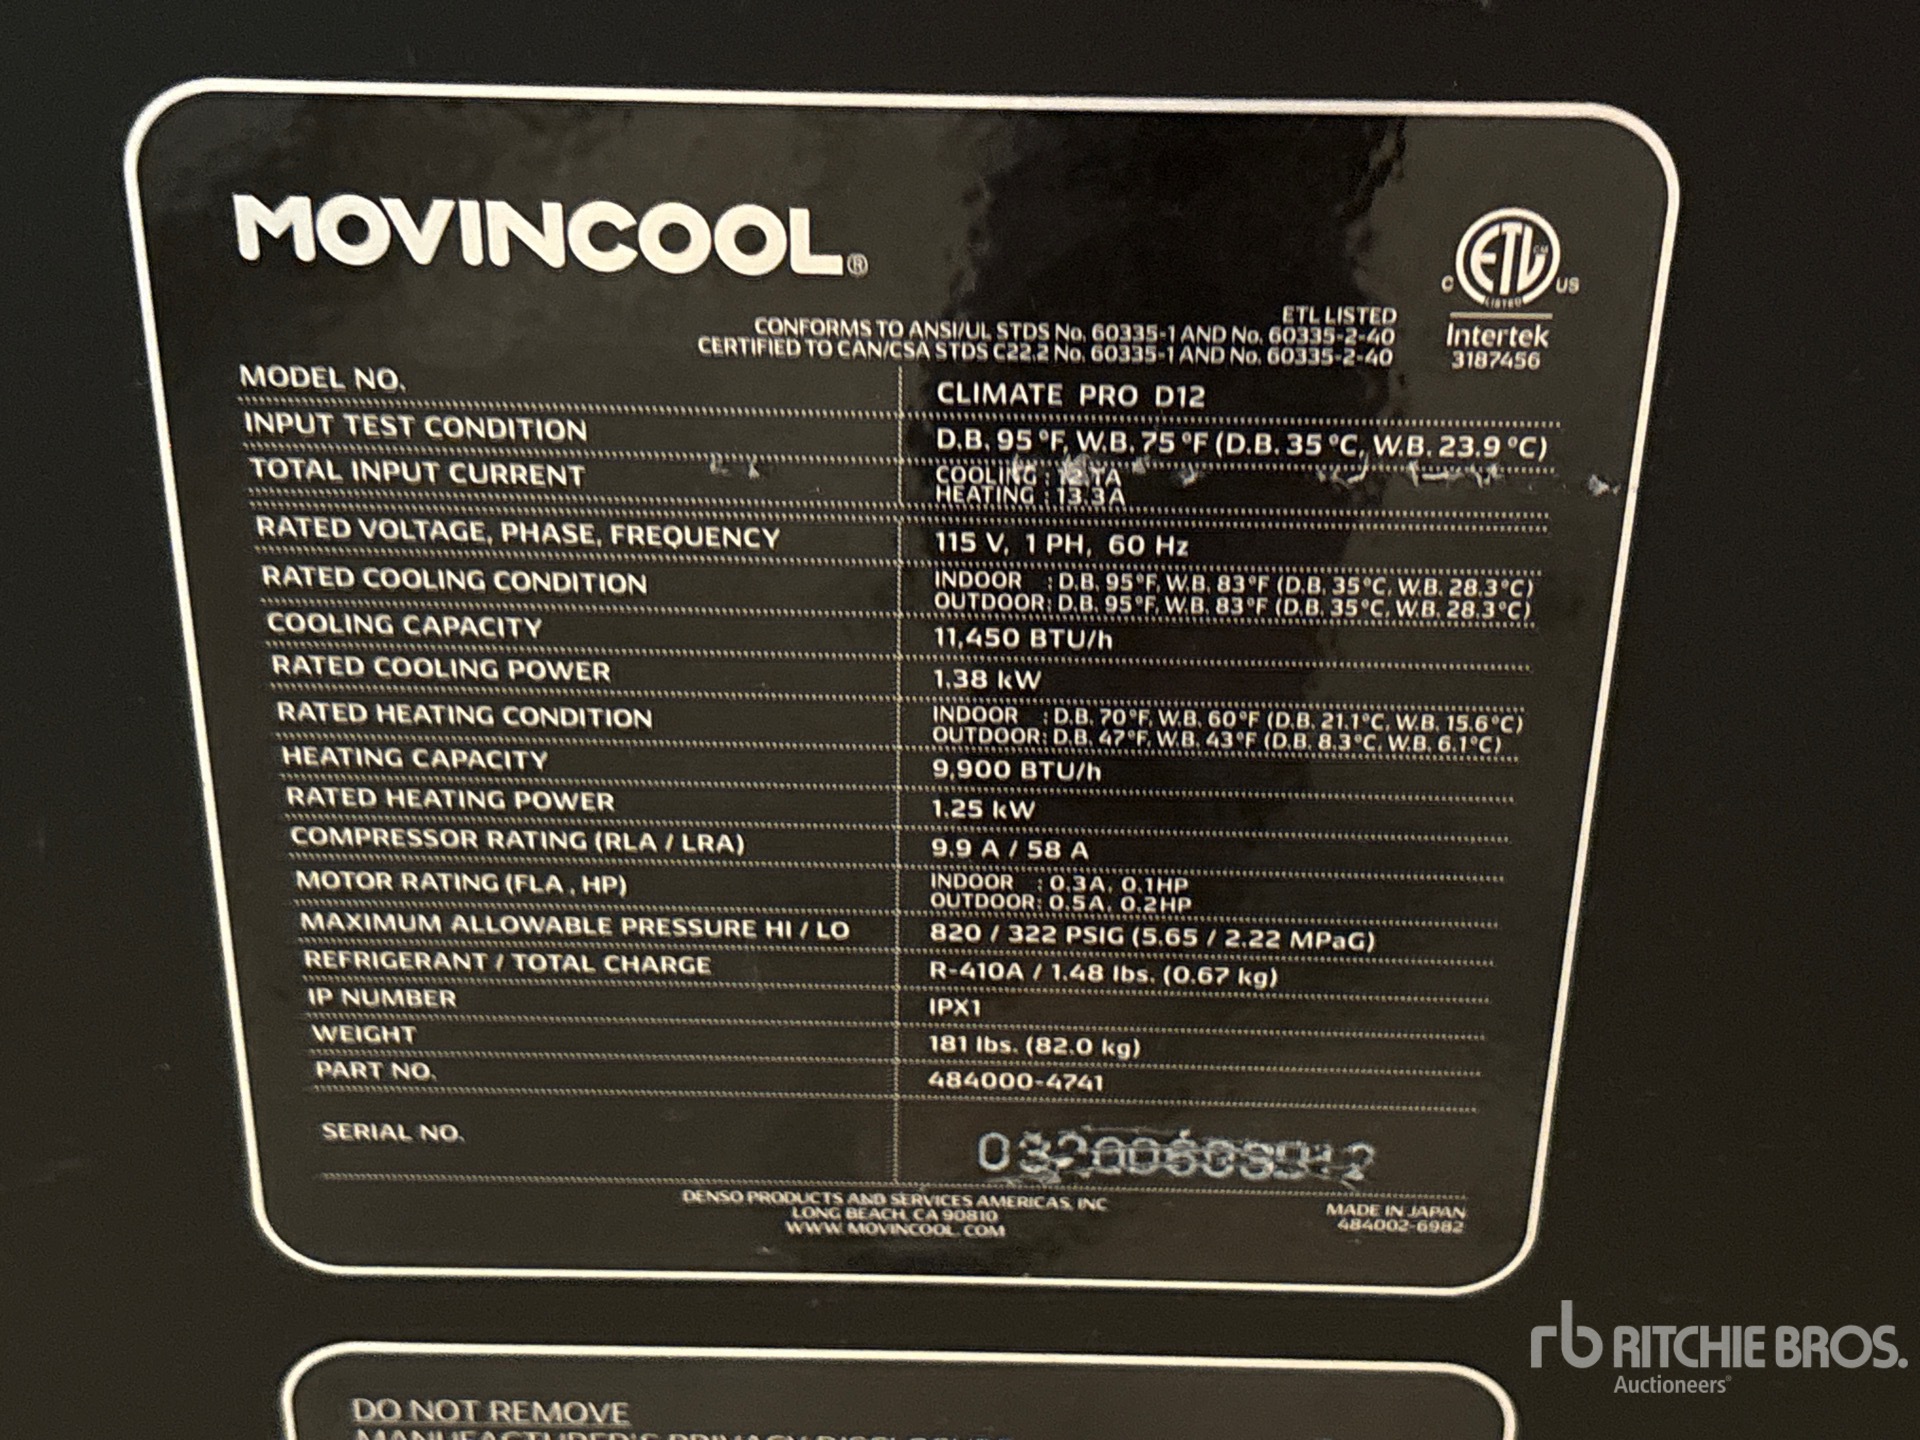 MOVINCOOL®
C ETL CM LISTED US
Intertek
3187456
ETL LISTED
CONFORMS TO ANSI/UL STDS No. 60335-1 AND No. 60335-2-40
CERTIFIED TO CAN/CSA STDS C22.2 No. 60335-1 AND No. 60335-2-40
MODEL NO. CLIMATE PRO D12
INPUT TEST CONDITION D.B. 95°F, W.B. 75°F (D.B. 35°C, W.B. 23.9°C)
TOTAL INPUT CURRENT COOLING :
HEATING : 13.3A
RATED VOLTAGE, PHASE, FREQUENCY 115 V, 1 PH, 60 Hz
RATED COOLING CONDITION INDOOR : D.B. 95°F, W.B. 83°F (D.B. 35°C, W.B. 28.3°C)
OUTDOOR: D.B. 95°F, W.B. 83°F (D.B. 35°C, W.B. 28.3°C)
COOLING CAPACITY 11,450 BTU/h
RATED COOLING POWER 1.38 kW
RATED HEATING CONDITION INDOOR : D.B. 70°F, W.B. 60°F (D.B. 21.1°C, W.B. 15.6°C)
OUTDOOR: D.B. 47°F, W.B. 43°F (D.B. 8.3°C, W.B. 6.1°C)
HEATING CAPACITY 9,900 BTU/h
RATED HEATING POWER 1.25 kW
COMPRESSOR RATING (RLA / LRA) 9.9 A / 58 A
MOTOR RATING (FLA , HP) INDOOR : 0.3A, 0.1HP
OUTDOOR: 0.5A, 0.2HP
MAXIMUM ALLOWABLE PRESSURE HI / LO 820 / 322 PSIG (5.65 / 2.22 MPaG)
REFRIGERANT / TOTAL CHARGE R-410A / 1.48 lbs. (0.67 kg)
IP NUMBER IPX1
WEIGHT 181 lbs. (82.0 kg)
PART NO. 484000-4741
SERIAL NO.
DENSO PRODUCTS AND SERVICES AMERICAS, INC
LONG BEACH, CA 90810
WWW.MOVINCOOL.COM
MADE IN JAPAN
484002-6982
DO NOT REMOVE
rb RITCHIE BROS.
Auctioneers®